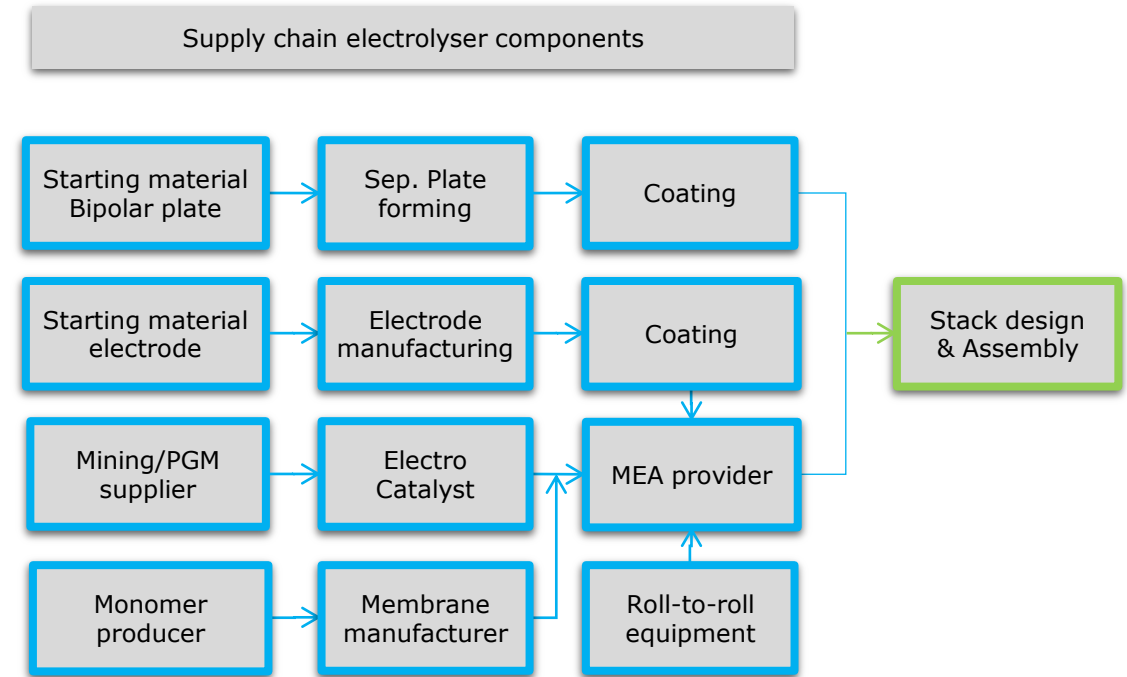 Supply chain electrolyser components
Starting material
Bipolar plate
Sep. Plate
forming
Coating
Starting material
electrode
Electrode
manufacturing
Coating
Stack design
& Assembly
Mining/PGM
supplier
Electro
Catalyst
MEA provider
Monomer
producer
Membrane
manufacturer
Roll-to-roll
equipment